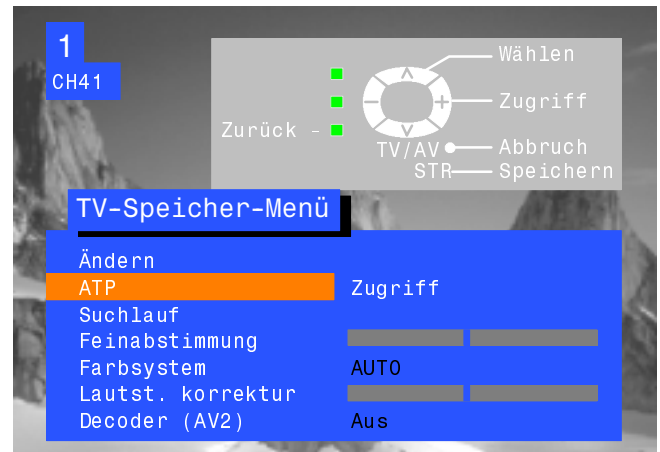 1
CH41
Wählen
Zugriff
Zurück -
TV/AV Abbruch
STR Speichern
TV-Speicher-Menü
Ändern
ATP Zugriff
Suchlauf
Feinabstimmung
Farbsystem AUTO
Lautst. korrektur
Decoder (AV2) Aus